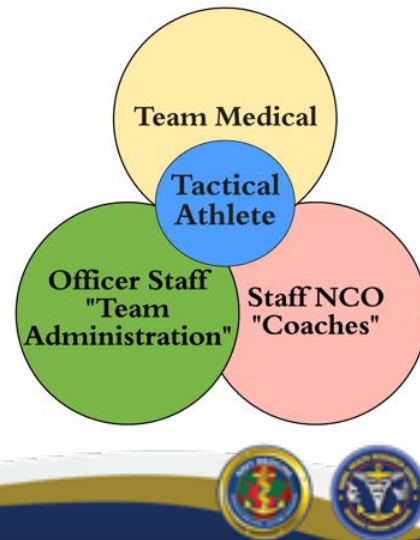 Team Medical
Tactical
Athlete
Officer Staff
"Team
Administration"
Staff NCO
"Coaches"